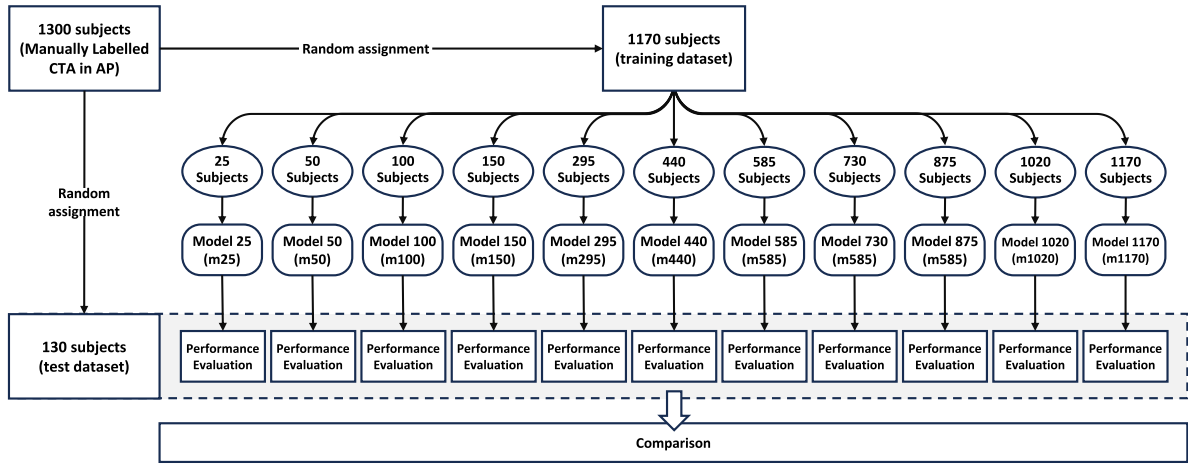 1300 subjects
(Manually Labelled
CTA in AP)
Random assignment
1170 subjects
(training dataset)
25
Subjects
50
Subjects
100
Subjects
150
Subjects
295
Subjects
440
Subjects
585
Subjects
730
Subjects
875
Subjects
1020
Subjects
1170
Subjects
Random
assignment
Model 25
(m25)
Model 50
(m50)
Model 100
(m100)
Model 150
(m150)
Model 295
(m295)
Model 440
(m440)
Model 585
(m585)
Model 730
(m585)
Model 875
(m585)
Model 1020
(m1020)
Model 1170
(m1170)
130 subjects
(test dataset)
Performance
Evaluation
Performance
Evaluation
Performance
Evaluation
Performance
Evaluation
Performance
Evaluation
Performance
Evaluation
Performance
Evaluation
Performance
Evaluation
Performance
Evaluation
Performance
Evaluation
Performance
Evaluation
Comparison